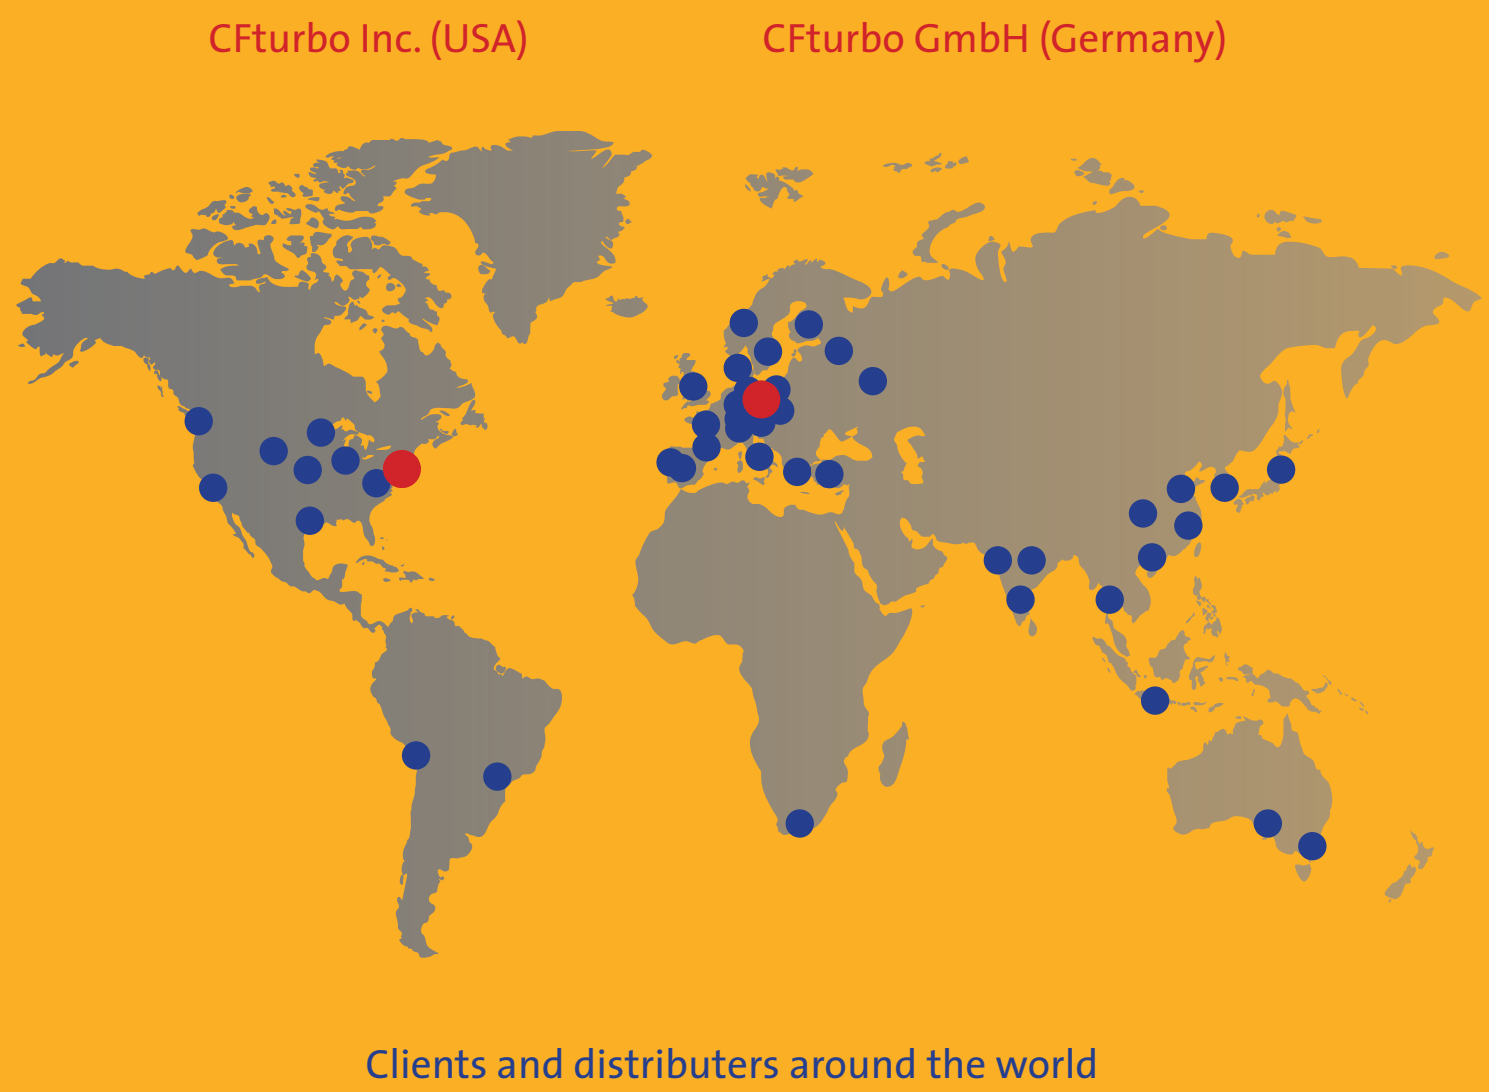 CFturbo Inc. (USA)
CFturbo GmbH (Germany)
Clients and distributers around the world